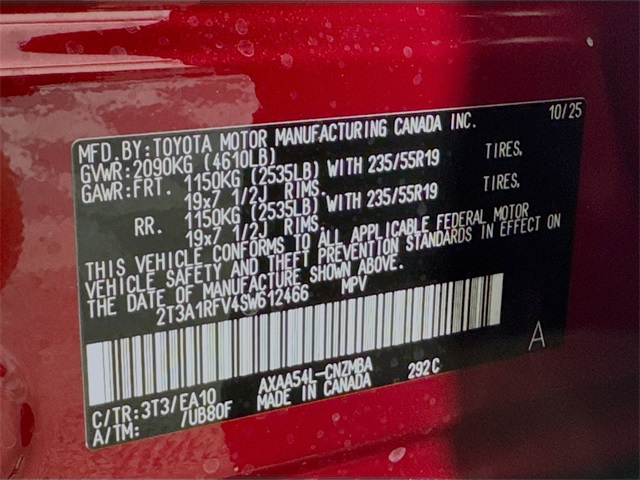 MFD.BY:TOYOTA MOTOR MANUFACTURING CANADA INC. 10/25
GVWR:2090KG (4610LB)
GAWR:FRT. 1150KG (2535LB) WITH 235/55R19 TIRES,
19x7 1/2J RIMS.
RR. 1150KG (2535LB) WITH 235/55R19 TIRES,
19x7 1/2J RIMS.
THIS VEHICLE CONFORMS TO ALL APPLICABLE FEDERAL MOTOR
VEHICLE SAFETY AND THEFT PREVENTION STANDARDS IN EFFECT ON
THE DATE OF MANUFACTURE SHOWN ABOVE.
2T3A1RFV4SW612466 MPV
A
AXAA54L-CNZMBA 292C
C/TR:3T3/EA10 MADE IN CANADA
A/TM: /UB80F